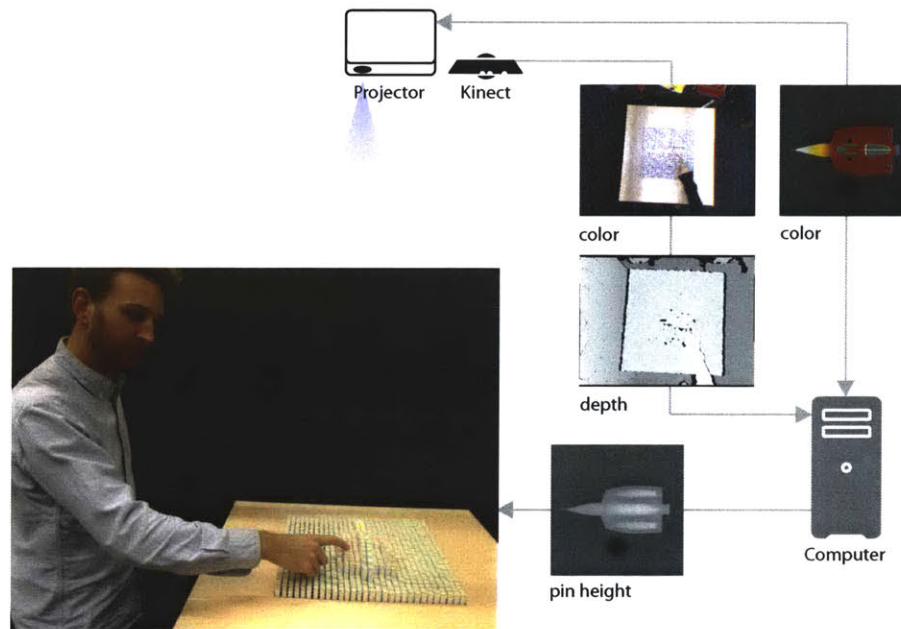 Projector
Kinect
color
color
depth
pin height
Computer